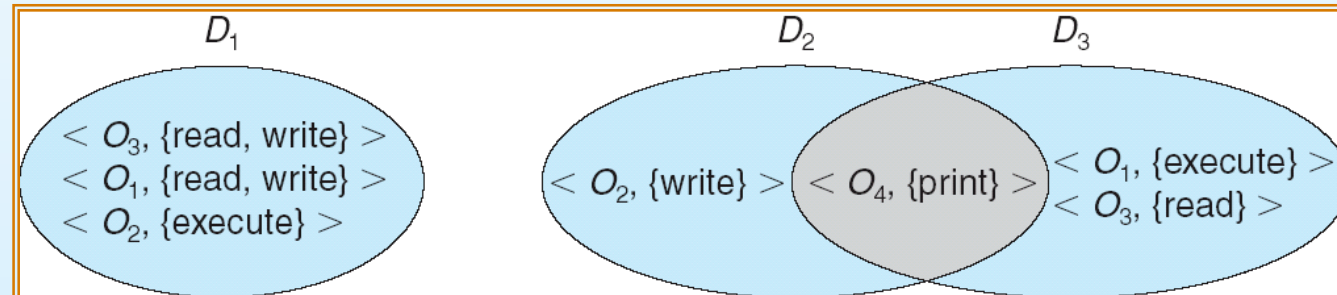 D₁
D₂
D₃
< O₃, {read, write} >
< O₁, {read, write} >
< O₂, {execute} >
< O₂, {write} >
< O₄, {print} >
< O₁, {execute} >
< O₃, {read} >